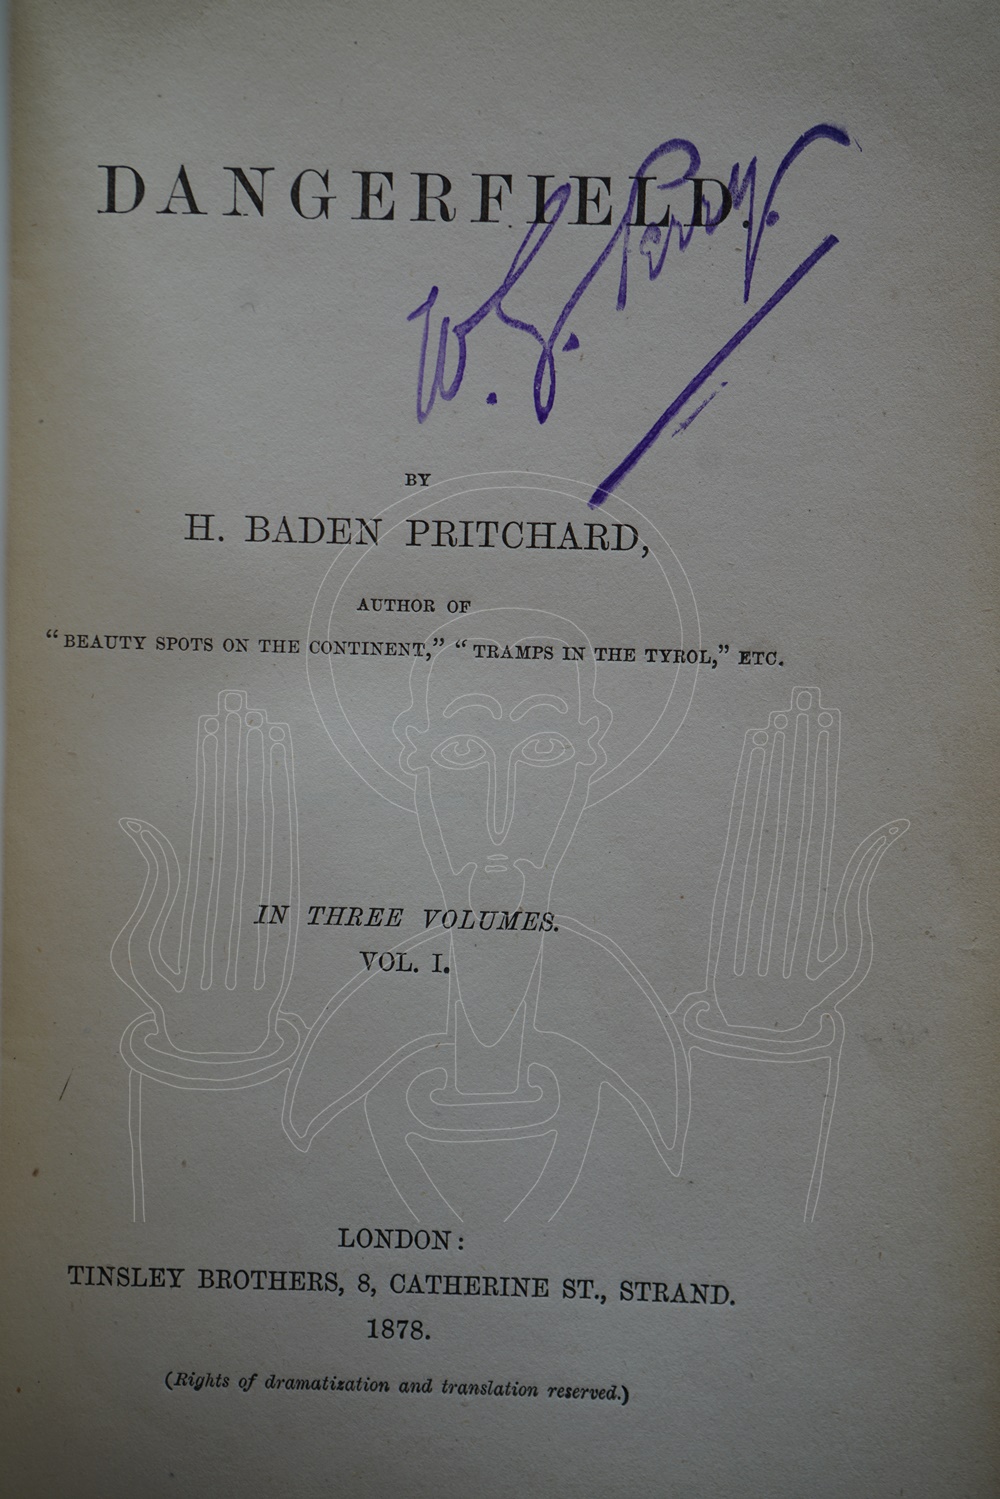 DANGERFIELD.
W. G. Perry.
BY
H. BADEN PRITCHARD,
AUTHOR OF
“BEAUTY SPOTS ON THE CONTINENT,” “TRAMPS IN THE TYROL,” ETC.
IN THREE VOLUMES.
VOL. I.
LONDON:
TINSLEY BROTHERS, 8, CATHERINE ST., STRAND.
1878.
(Rights of dramatization and translation reserved.)